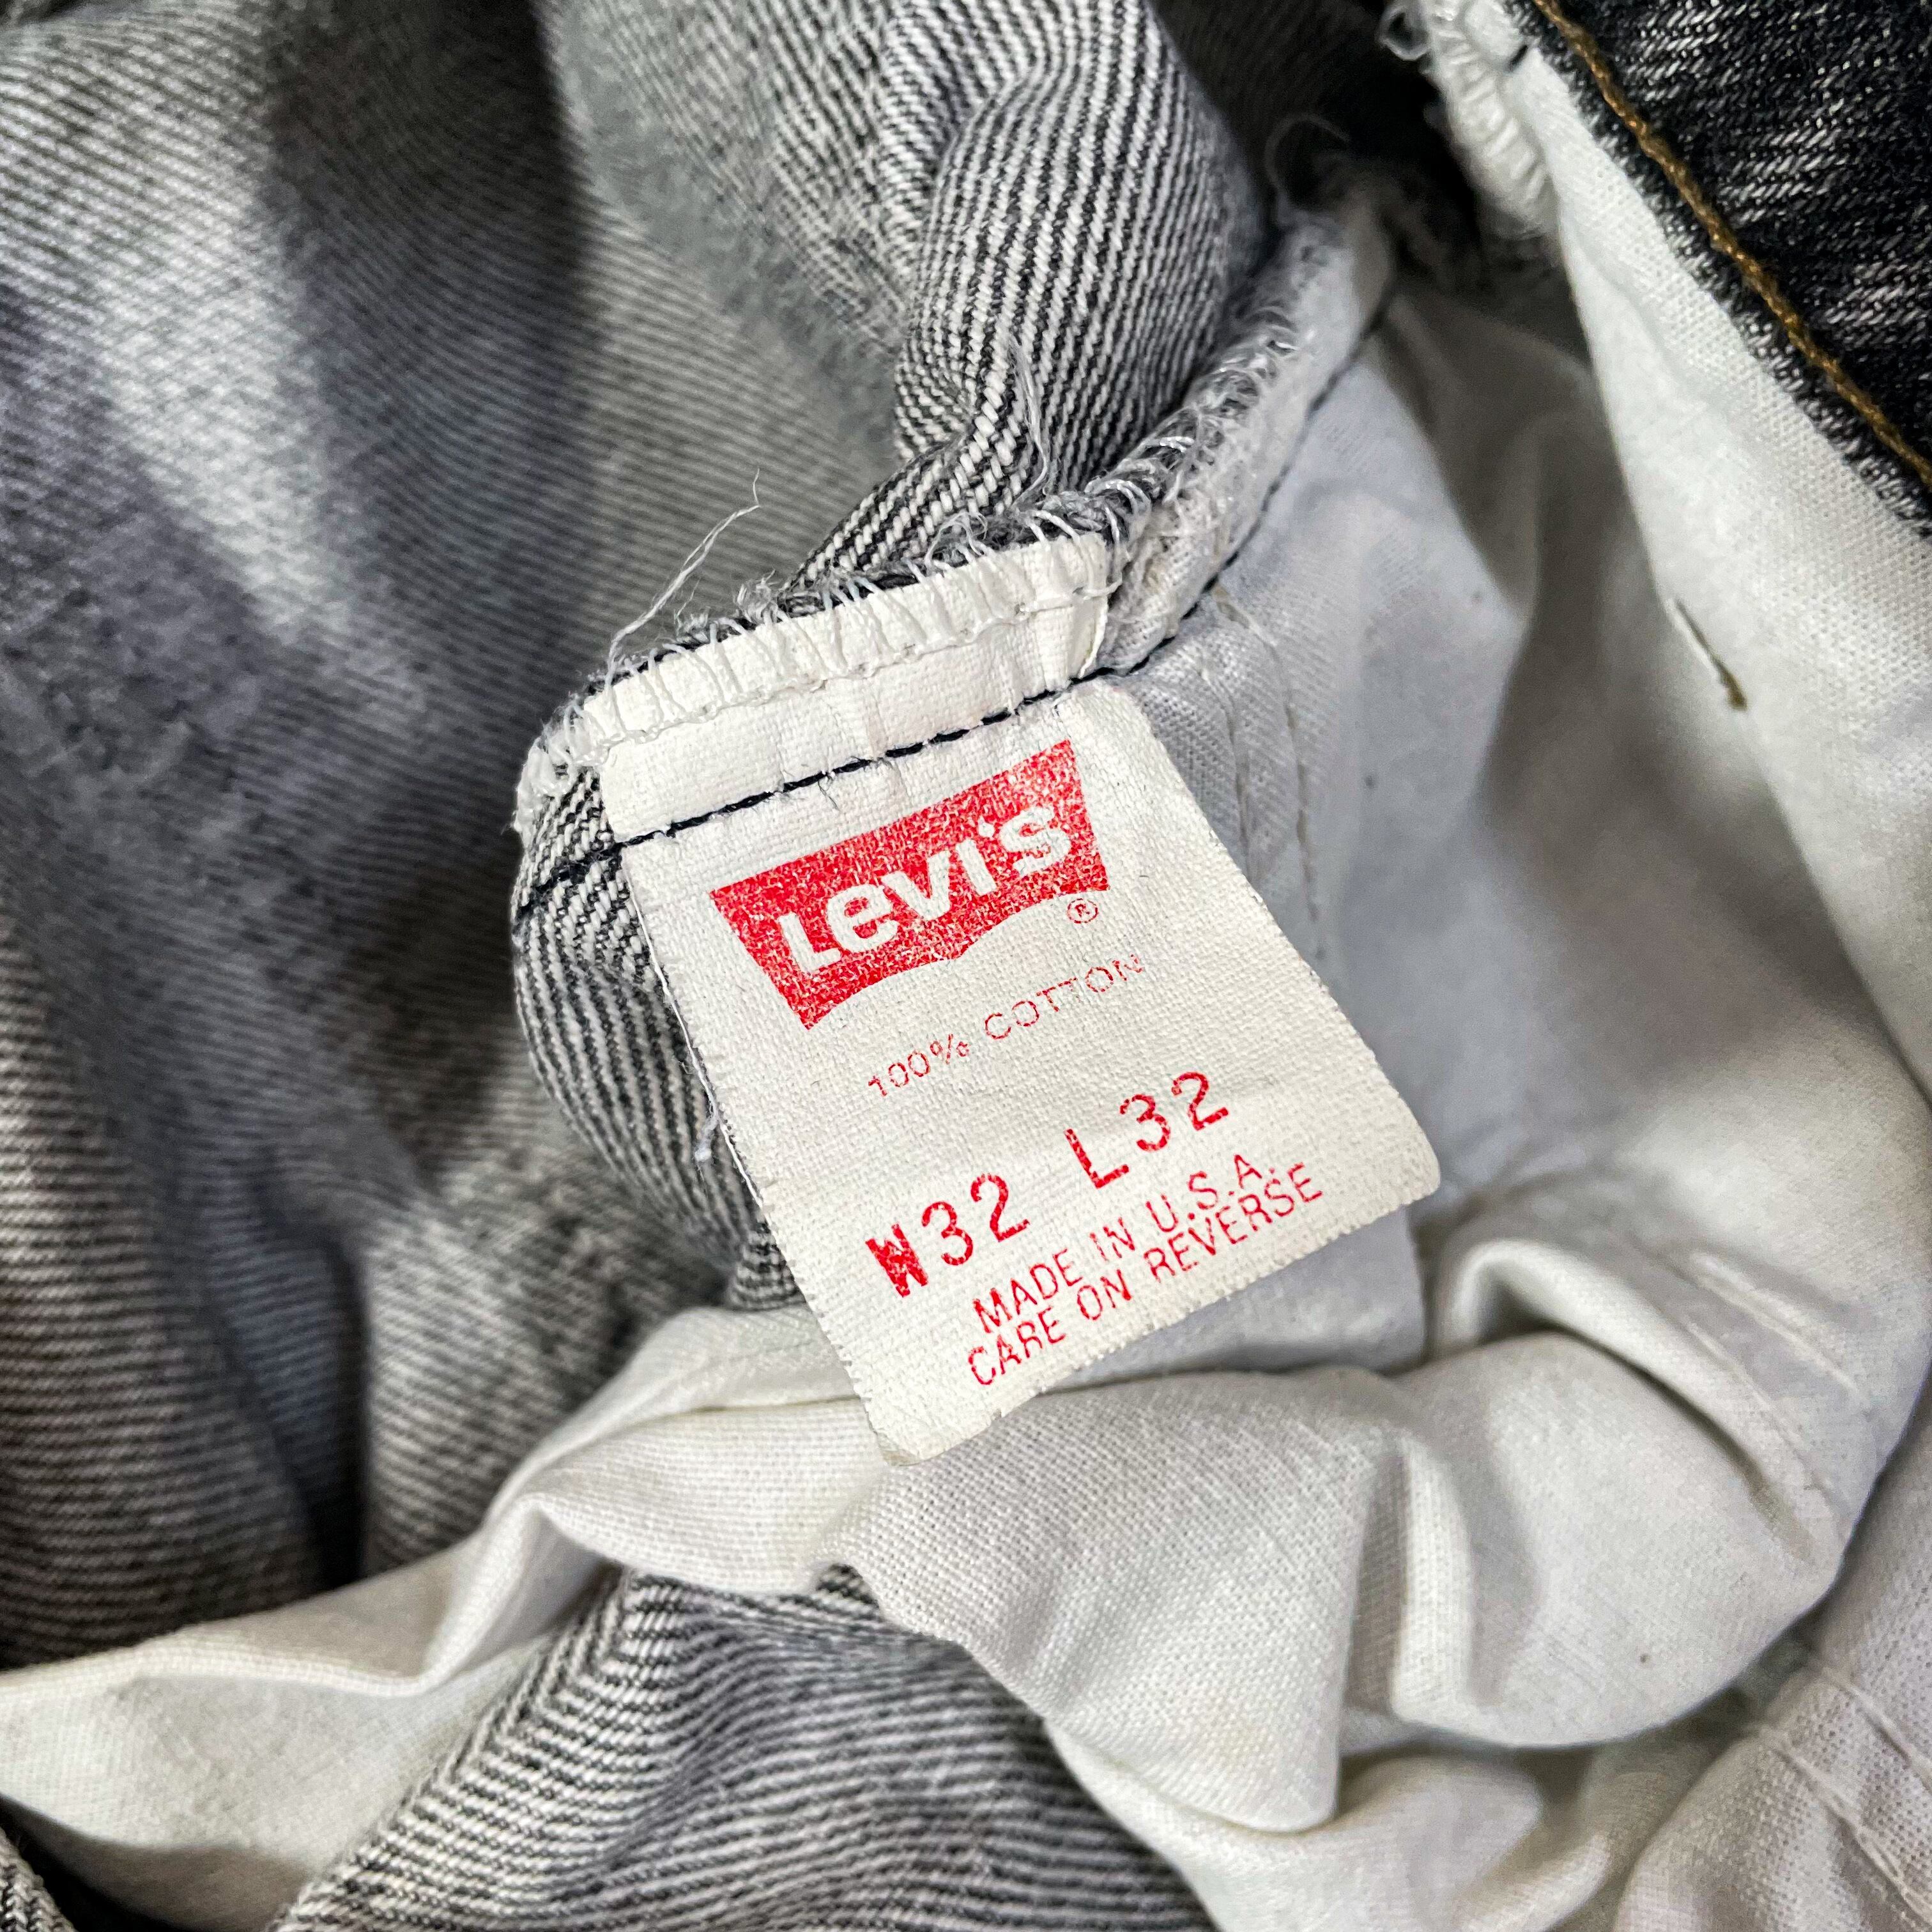 Levi's ®
100% COTTON
W32 L32
MADE IN U.S.A.
CARE ON REVERSE